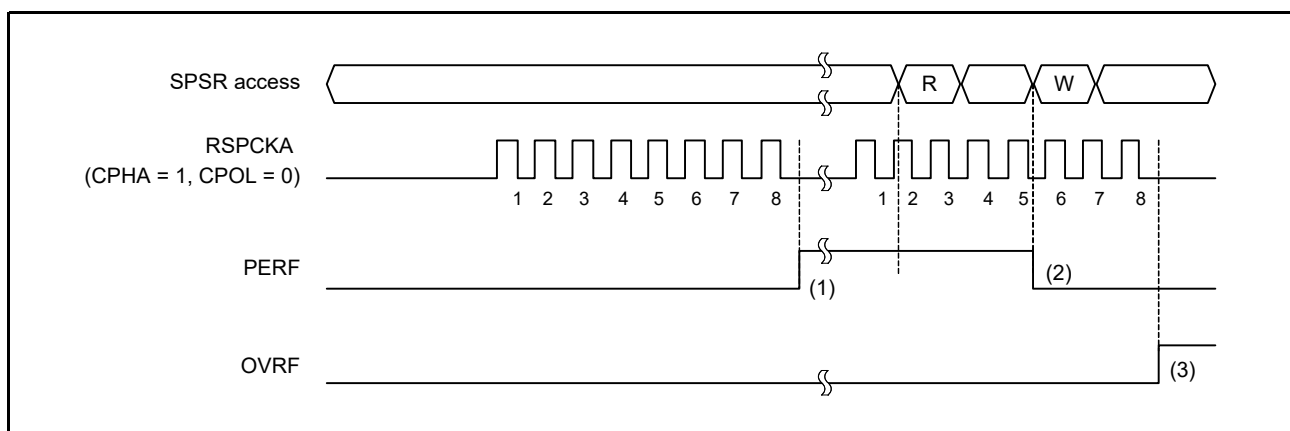 SPSR access
R
W
RSPCKA
(CPHA = 1, CPOL = 0)
1 2 3 4 5 6 7 8 1 2 3 4 5 6 7 8
PERF
(1)
(2)
OVRF
(3)